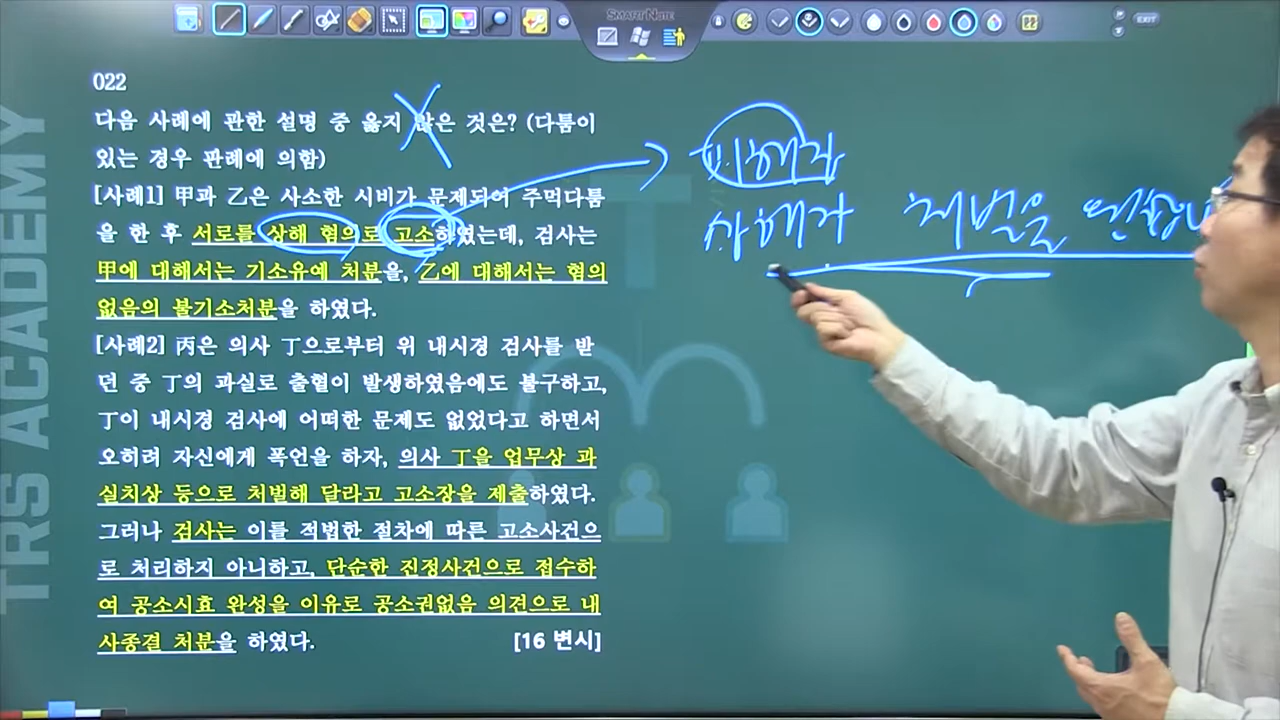 SMART NOTE
EXIT
TRS ACADEMY
022
다음 사례에 관한 설명 중 옳지 않은 것은? (다툼이
있는 경우 판례에 의함)
[사례1] 甲과 乙은 사소한 시비가 문제되어 주먹다툼
을 한 후 서로를 상해 혐의로 고소하였는데, 검사는
甲에 대해서는 기소유예 처분을, 乙에 대해서는 혐의
없음의 불기소처분을 하였다.
[사례2] 丙은 의사 丁으로부터 위 내시경 검사를 받
던 중 丁의 과실로 출혈이 발생하였음에도 불구하고,
丁이 내시경 검사에 어떠한 문제도 없었다고 하면서
오히려 자신에게 폭언을 하자, 의사 丁을 업무상 과
실치상 등으로 처벌해 달라고 고소장을 제출하였다.
그러나 검사는 이를 적법한 절차에 따른 고소사건으
로 처리하지 아니하고, 단순한 진정사건으로 접수하
여 공소시효 완성을 이유로 공소권없음 의견으로 내
사종결 처분을 하였다. [16 변시]
피해자
처벌을